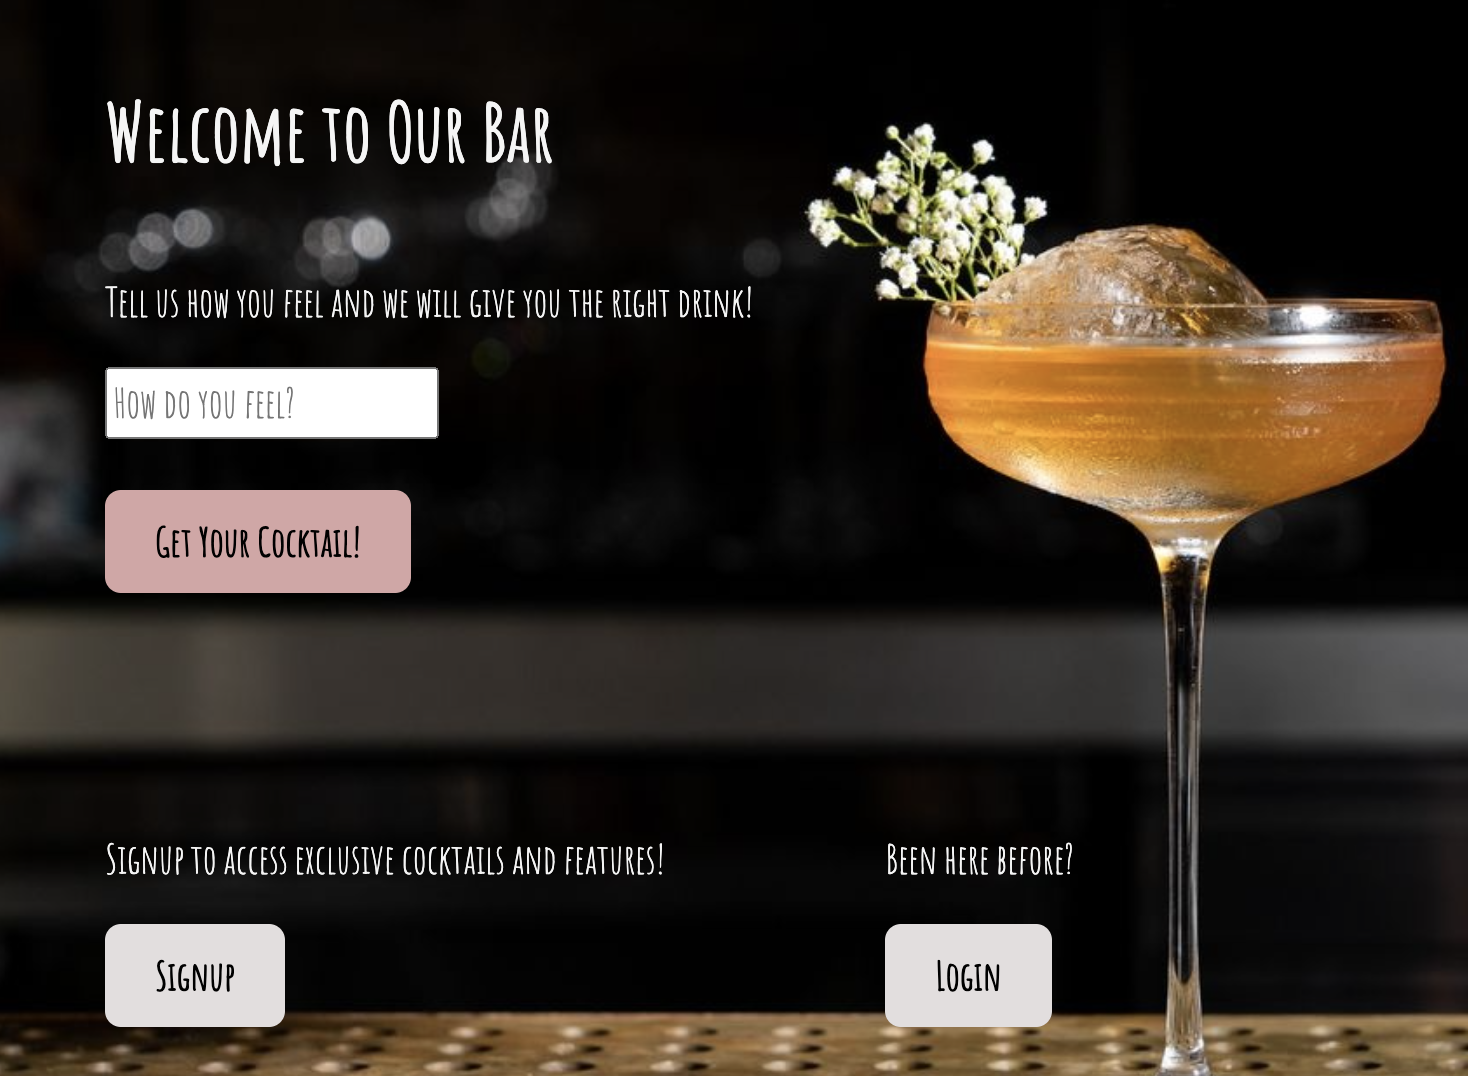 Welcome to Our Bar
Tell us how you feel and we will give you the right drink!
How do you feel?
Get Your Cocktail!
Signup to access exclusive cocktails and features!
Been here before?
Signup
Login